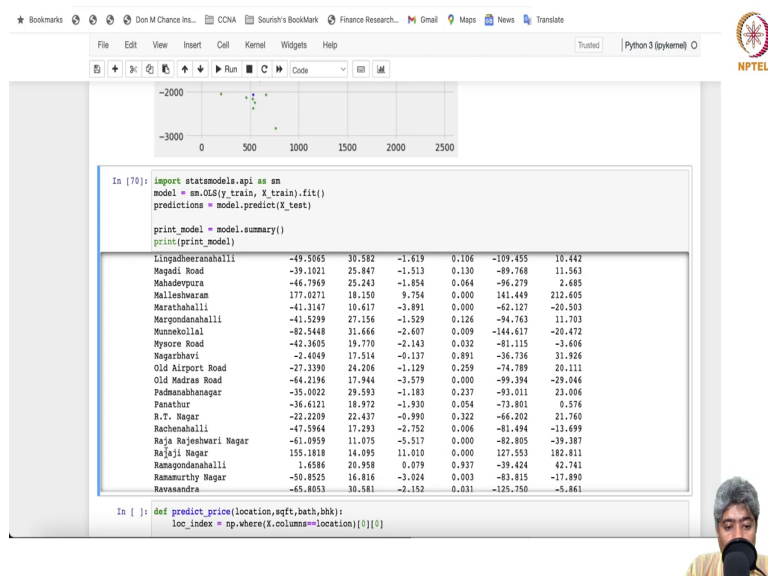 Bookmarks Don M Chance Ins... CCNA Sourish's BookMark Finance Research... Gmail Maps News Translate
File Edit View Insert Cell Kernel Widgets Help Trusted Python 3 (ipykernel)
Run Code
NPTEL
−2000
−3000
0 500 1000 1500 2000 2500
In [70]: import statsmodels.api as sm
model = sm.OLS(y_train, X_train).fit()
predictions = model.predict(X_test)
print_model = model.summary()
print(print_model)
Lingadheeranahalli -49.5065 30.582 -1.619 0.106 -109.455 10.442
Magadi Road -39.1021 25.847 -1.513 0.130 -89.768 11.563
Mahadevpura -46.7969 25.243 -1.854 0.064 -96.279 2.685
Malleshwaram 177.0271 18.150 9.754 0.000 141.449 212.605
Marathahalli -41.3147 10.617 -3.891 0.000 -62.127 -20.503
Margondanahalli -41.5299 27.156 -1.529 0.126 -94.763 11.703
Munnekollal -82.5448 31.666 -2.607 0.009 -144.617 -20.472
Mysore Road -42.3605 19.770 -2.143 0.032 -81.115 -3.606
Nagarbhavi -2.4049 17.514 -0.137 0.891 -36.736 31.926
Old Airport Road -27.3390 24.206 -1.129 0.259 -74.789 20.111
Old Madras Road -64.2196 17.944 -3.579 0.000 -99.394 -29.046
Padmanabhanagar -35.0022 29.593 -1.183 0.237 -93.011 23.006
Panathur -36.6121 18.972 -1.930 0.054 -73.801 0.576
R.T. Nagar -22.2209 22.437 -0.990 0.322 -66.202 21.760
Rachenahalli -47.5964 17.293 -2.752 0.006 -81.494 -13.699
Raja Rajeshwari Nagar -61.0959 11.075 -5.517 0.000 -82.805 -39.387
Rajaji Nagar 155.1818 14.095 11.010 0.000 127.553 182.811
Ramagondanahalli 1.6586 20.958 0.079 0.937 -39.424 42.741
Ramamurthy Nagar -50.8525 16.816 -3.024 0.003 -83.815 -17.890
Rayasandra -65.8053 30.581 -2.152 0.031 -125.750 -5.861
In [ ]: def predict_price(location,sqft,bath,bhk):
loc_index = np.where(X.columns==location)[0][0]